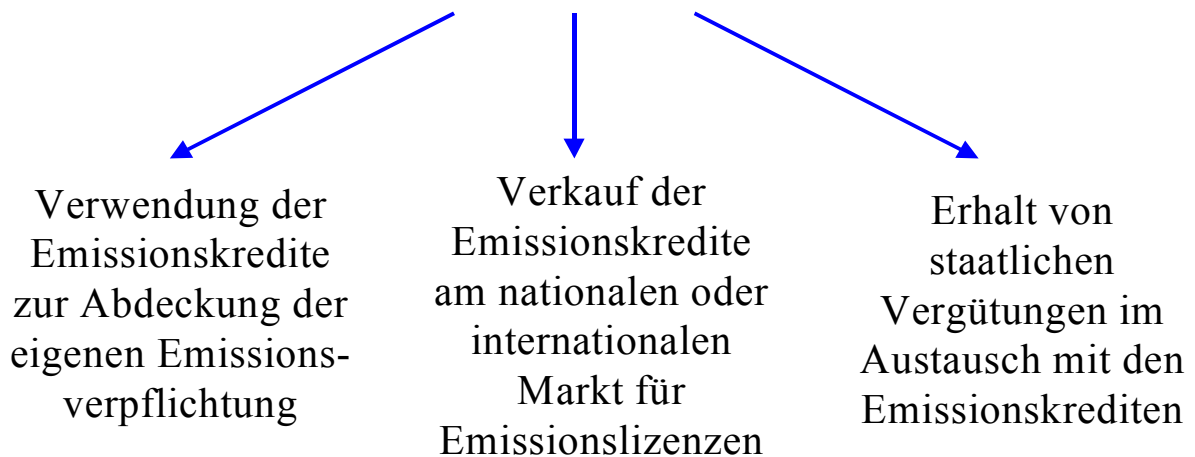 Verwendung der
Emissionskredite
zur Abdeckung der
eigenen Emissions-
verpflichtung
Verkauf der
Emissionskredite
am nationalen oder
internationalen
Markt für
Emissionslizenzen
Erhalt von
staatlichen
Vergütungen im
Austausch mit den
Emissionskrediten